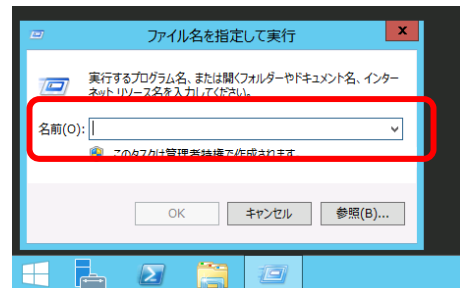 ファイル名を指定して実行
x
実行するプログラム名、または開くフォルダーやドキュメント名、インター
ネット リソース名を入力してください。
名前(O):
このタスクは管理者特権で作成されます。
OK キャンセル 参照(B)...